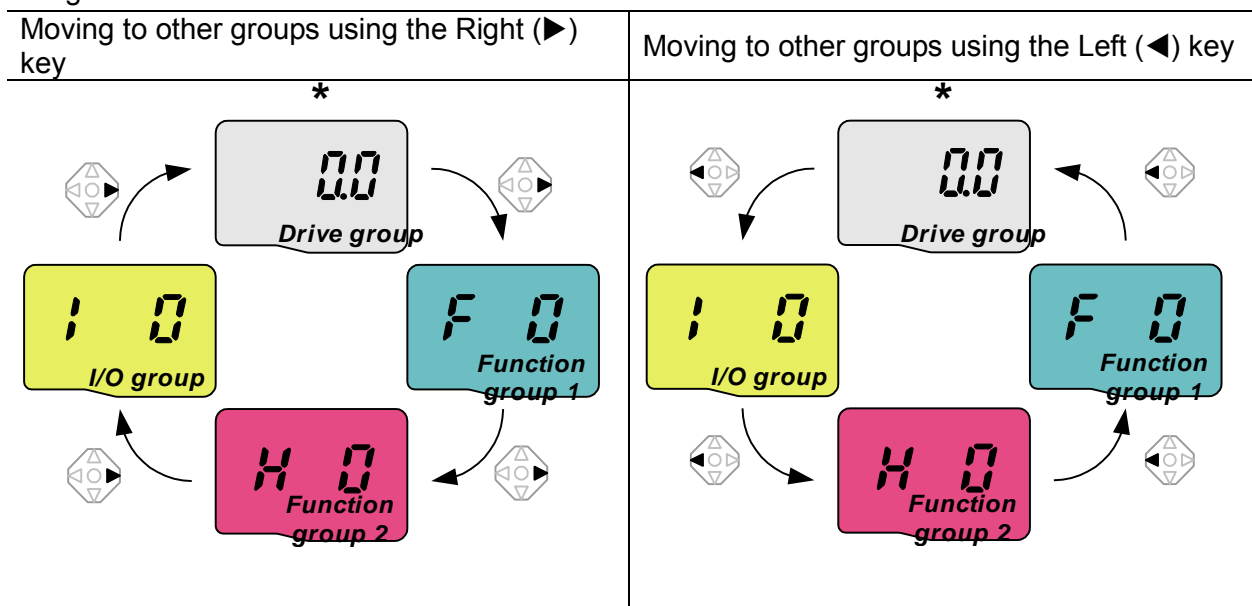 Moving to other groups using the Right (▶)
key
Moving to other groups using the Left (◀) key
*
0.0
Drive group
I 0
I/O group
F 0
Function
group 1
H 0
Function
group 2
*
0.0
Drive group
I 0
I/O group
F 0
Function
group 1
H 0
Function
group 2